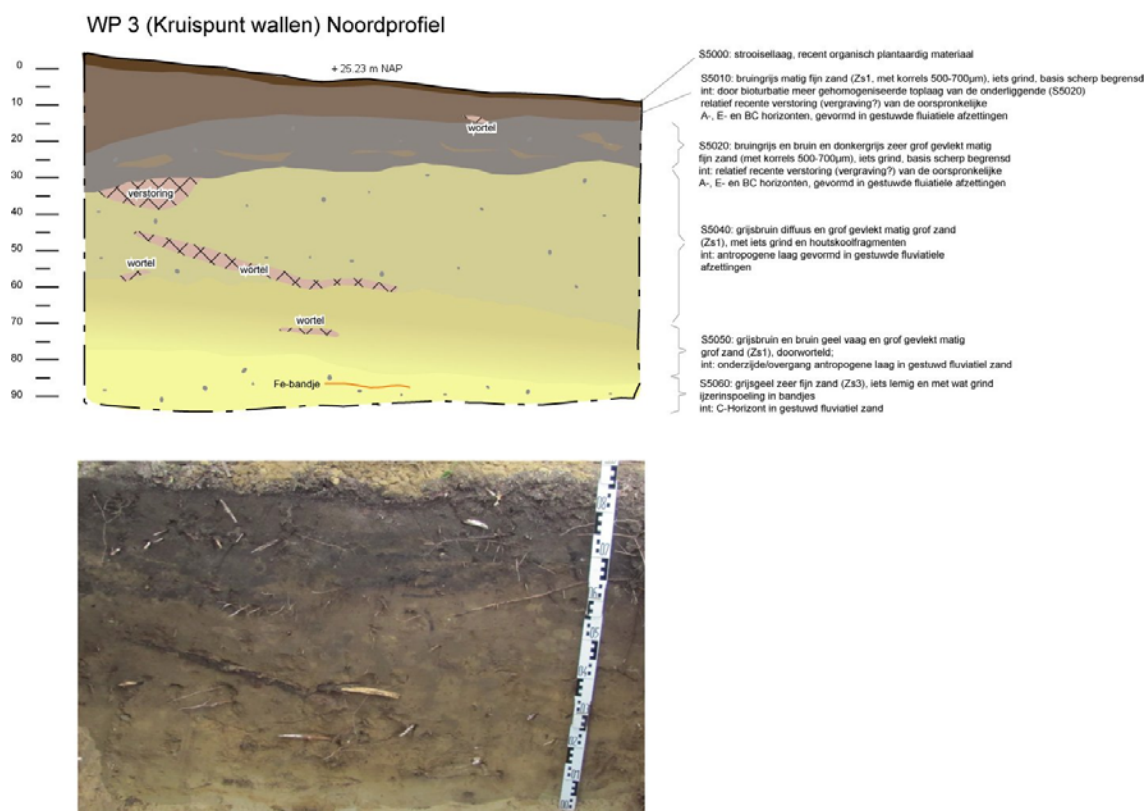 WP 3 (Kruispunt wallen) Noordprofiel
+ 25.23 m NAP
0
10
20
30
40
50
60
70
80
90
wortel
verstoring
wortel
wortel
wortel
Fe-bandje
S5000: strooisellaag, recent organisch plantaardig materiaal
S5010: bruingrijs matig fijn zand (Zs1, met korrels 500-700µm), iets grind, basis scherp begrensd
int: door bioturbatie meer gehomogeniseerde toplaag van de onderliggende (S5020)
relatief recente verstoring (vergraving?) van de oorspronkelijke
A-, E- en BC horizonten, gevormd in gestuwde fluiatiele afzettingen
S5020: bruingrijs en bruin en donkergrijs zeer grof gevlekt matig
fijn zand (met korrels 500-700µm), iets grind, basis scherp begrensd
int: relatief recente verstoring (vergraving?) van de oorspronkelijke
A-, E- en BC horizonten, gevormd in gestuwde fluiatiele afzettingen
S5040: grijsbruin diffuus en grof gevlekt matig grof zand
(Zs1), met iets grind en houtskoolfragmenten
int: antropogene laag gevormd in gestuwde fluviatiele
afzettingen
S5050: grijsbruin en bruin geel vaag en grof gevlekt matig
grof zand (Zs1), doorworteld;
int: onderzijde/overgang antropogene laag in gestuwd fluviatiel zand
S5060: grijsgeel zeer fijn zand (Zs3), iets lemig en met wat grind
ijzerinspoeling in bandjes
int: C-Horizont in gestuwd fluviatiel zand
08
07
06
05
04
03
02
01
00